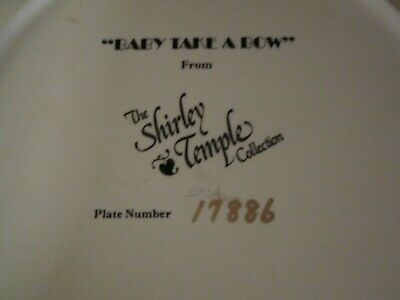 "BABY TAKE A BOW"
From
The
Shirley
Temple
Collection
Plate Number 17886